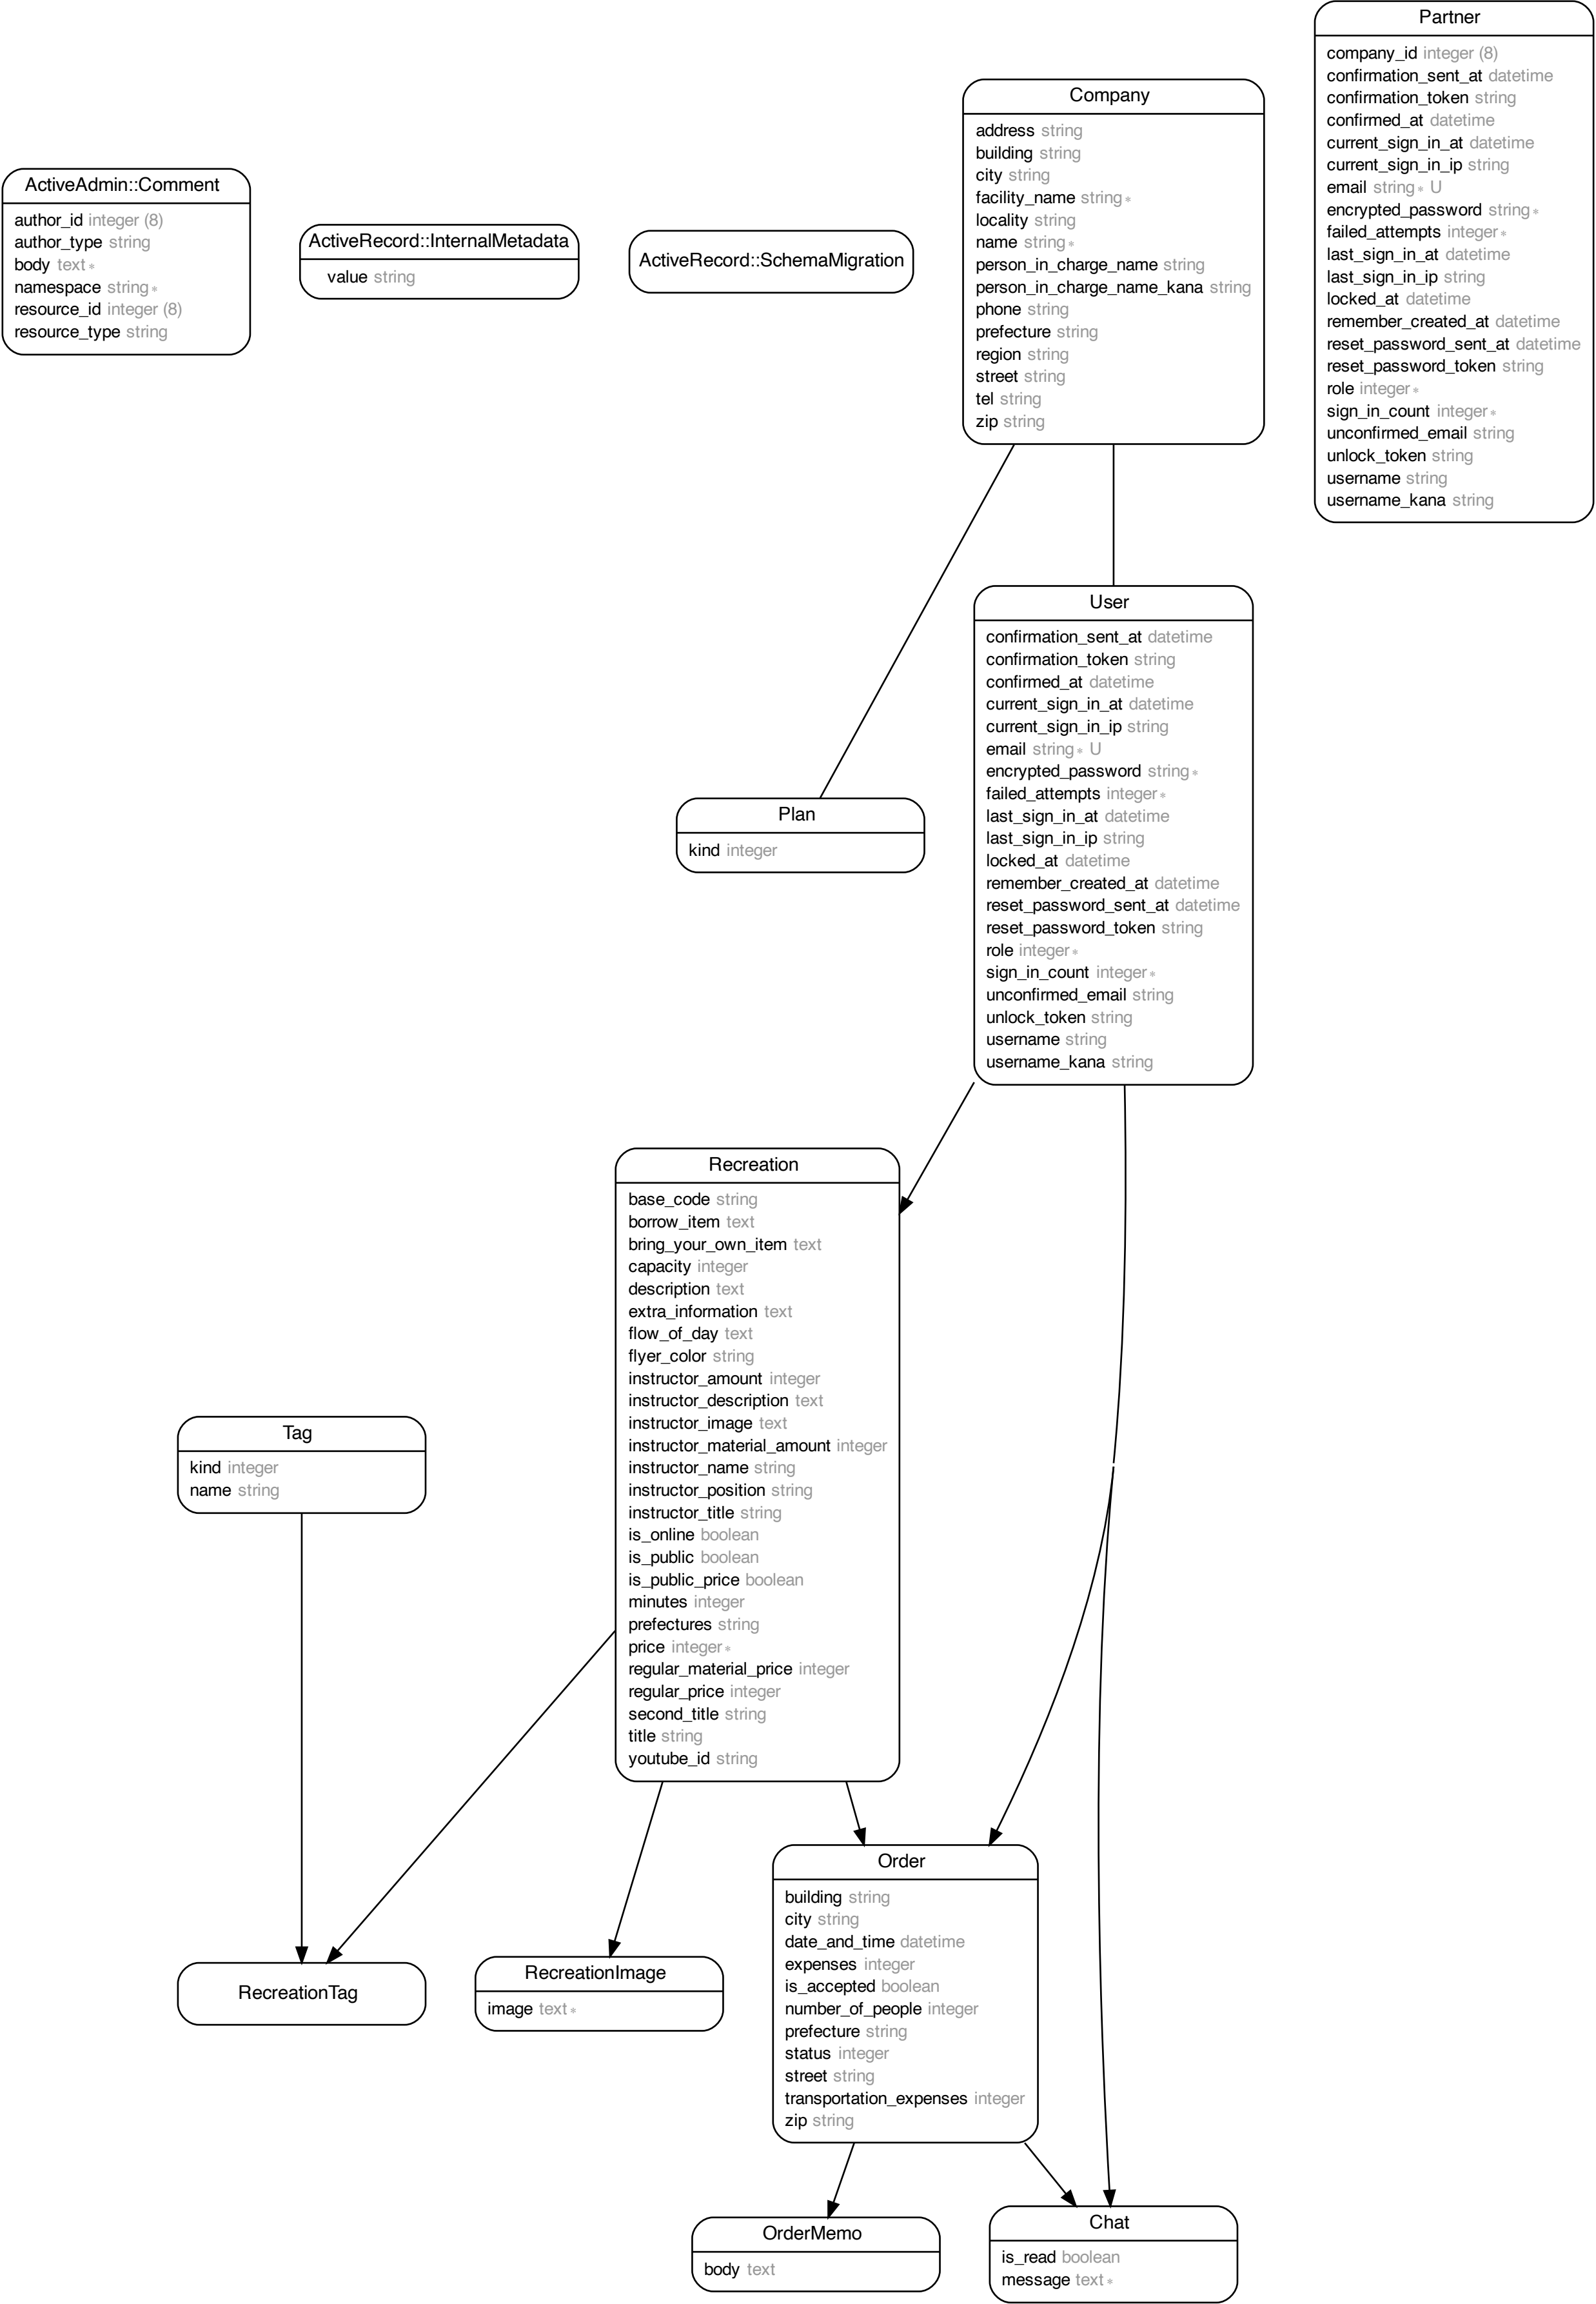 Partner
company_id integer (8)
confirmation_sent_at datetime
confirmation_token string
confirmed_at datetime
current_sign_in_at datetime
current_sign_in_ip string
email string∗ U
encrypted_password string∗
failed_attempts integer∗
last_sign_in_at datetime
last_sign_in_ip string
locked_at datetime
remember_created_at datetime
reset_password_sent_at datetime
reset_password_token string
role integer∗
sign_in_count integer∗
unconfirmed_email string
unlock_token string
username string
username_kana string
Company
address string
building string
city string
facility_name string∗
locality string
name string∗
person_in_charge_name string
person_in_charge_name_kana string
phone string
prefecture string
region string
street string
tel string
zip string
ActiveAdmin::Comment
author_id integer (8)
author_type string
body text∗
namespace string∗
resource_id integer (8)
resource_type string
ActiveRecord::InternalMetadata
value string
ActiveRecord::SchemaMigration
User
confirmation_sent_at datetime
confirmation_token string
confirmed_at datetime
current_sign_in_at datetime
current_sign_in_ip string
email string∗ U
encrypted_password string∗
failed_attempts integer∗
last_sign_in_at datetime
last_sign_in_ip string
locked_at datetime
remember_created_at datetime
reset_password_sent_at datetime
reset_password_token string
role integer∗
sign_in_count integer∗
unconfirmed_email string
unlock_token string
username string
username_kana string
Plan
kind integer
Recreation
base_code string
borrow_item text
bring_your_own_item text
capacity integer
description text
extra_information text
flow_of_day text
flyer_color string
instructor_amount integer
instructor_description text
instructor_image text
instructor_material_amount integer
instructor_name string
instructor_position string
instructor_title string
is_online boolean
is_public boolean
is_public_price boolean
minutes integer
prefectures string
price integer∗
regular_material_price integer
regular_price integer
second_title string
title string
youtube_id string
Tag
kind integer
name string
RecreationTag
RecreationImage
image text∗
Order
building string
city string
date_and_time datetime
expenses integer
is_accepted boolean
number_of_people integer
prefecture string
status integer
street string
transportation_expenses integer
zip string
OrderMemo
body text
Chat
is_read boolean
message text∗